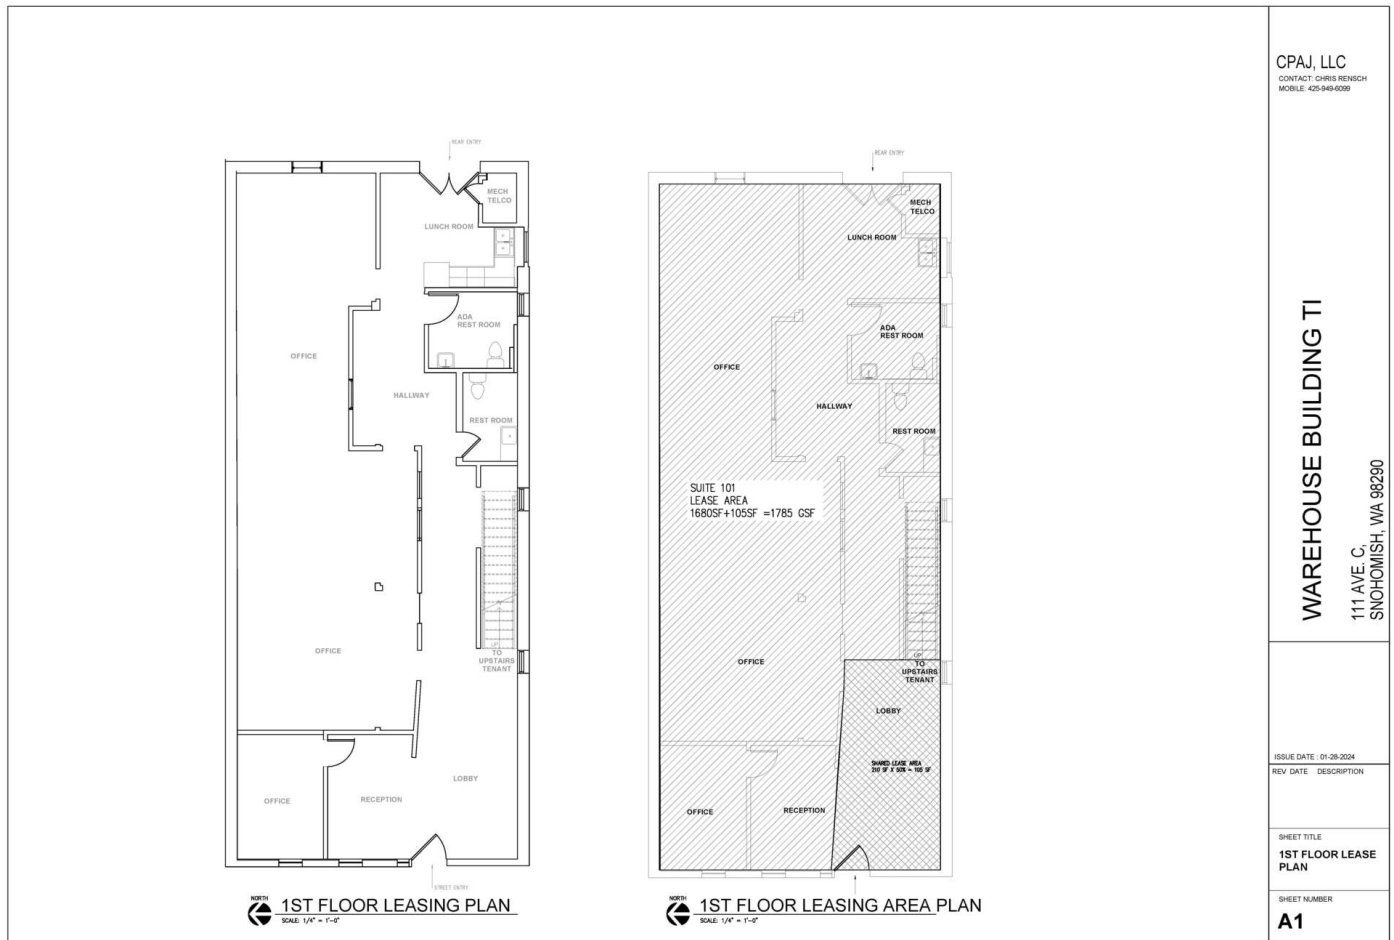 REAR ENTRY
MECH
TELCO
LUNCH ROOM
ADA
REST ROOM
OFFICE
HALLWAY
REST ROOM
OFFICE
UP
TO
UPSTAIRS
TENANT
LOBBY
OFFICE
RECEPTION
STREET ENTRY
NORTH
1ST FLOOR LEASING PLAN
SCALE: 1/4" = 1'-0"
REAR ENTRY
MECH
TELCO
LUNCH ROOM
ADA
REST ROOM
OFFICE
HALLWAY
REST ROOM
SUITE 101
LEASE AREA
1680SF+105SF =1785 GSF
OFFICE
UP
TO
UPSTAIRS
TENANT
LOBBY
SHARED LEASE AREA
210 SF X 50% = 105 SF
OFFICE
RECEPTION
NORTH
1ST FLOOR LEASING AREA PLAN
SCALE: 1/4" = 1'-0"
CPAJ, LLC
CONTACT: CHRIS RENSCH
MOBILE: 425-949-6099
WAREHOUSE BUILDING TI
111 AVE. C,
SNOHOMISH, WA 98290
ISSUE DATE : 01-28-2024
REV DATE DESCRIPTION
SHEET TITLE
1ST FLOOR LEASE
PLAN
SHEET NUMBER
A1